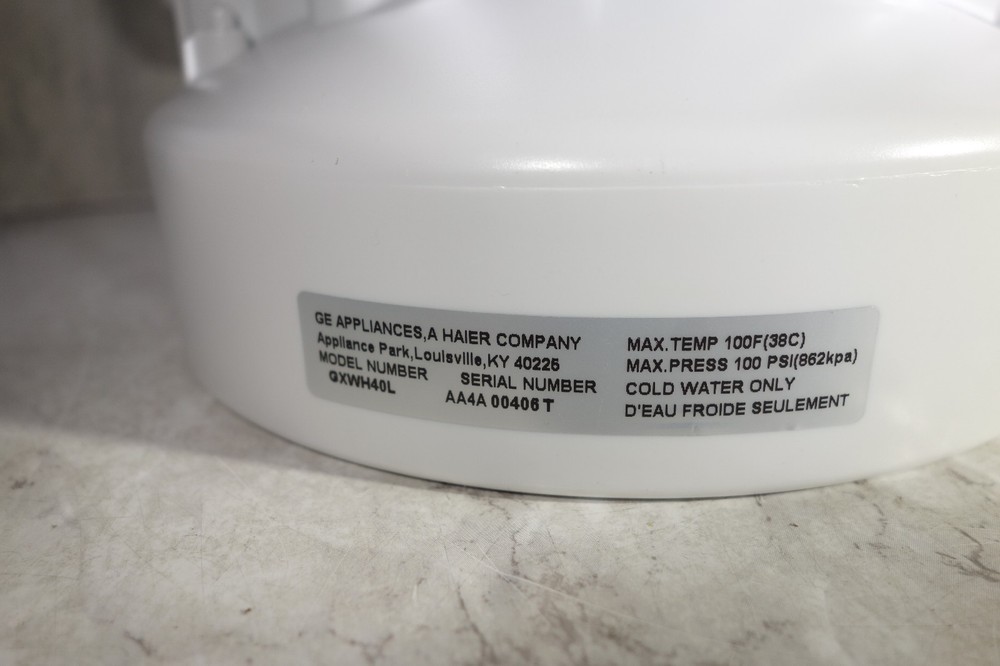 GE APPLIANCES,A HAIER COMPANY
Appliance Park,Louisville,KY 40225
MODEL NUMBER SERIAL NUMBER
GXWH40L AA4A 00406 T
MAX.TEMP 100F(38C)
MAX.PRESS 100 PSI(862kpa)
COLD WATER ONLY
D'EAU FROIDE SEULEMENT